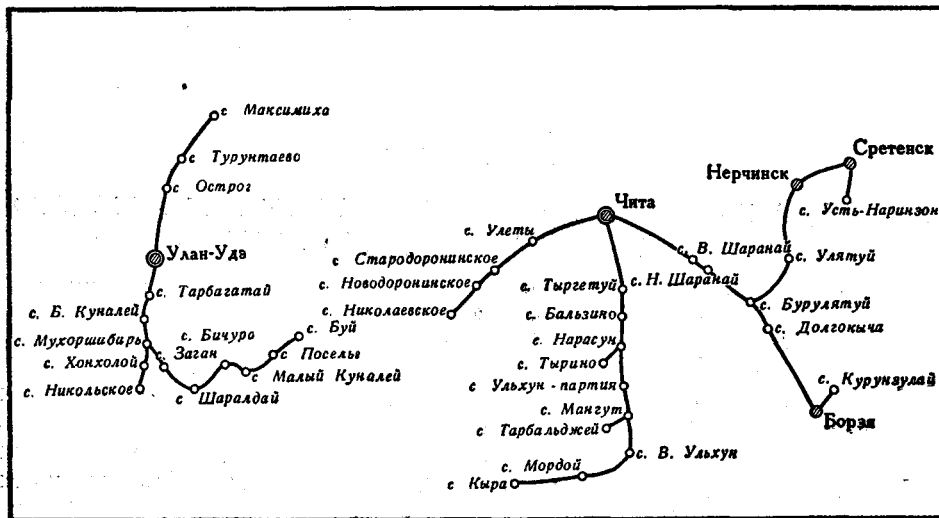 с Максимиха
с Турунтаево
с Острог
Улан-Удэ
с. Тарбагатай
с. Б. Куналей
с. Мухоршибирь
с. Хонхолой
с. Никольское
с. Заган
с Шаралдай
с. Бичура
с Малый Куналей
с Поселье
с. Буй
Чита
с. Улеты
с Стародоронинское
с. Новодоронинское
с. Николаевское
с. Тыргетуй
с. Бальзино
с. Нарасун
с. Тырино
с Ульхун - партия
с. Мангут
с Тарбальджей
с. В. Ульхун
с. Мордой
с Кыра
с. В. Шаранай
с. Н. Шаранай
с. Бурулятуй
с. Улятуй
Нерчинск
Сретенск
с. Усть-Наринзон
с. Долгокыча
с. Курунзулай
Борзя